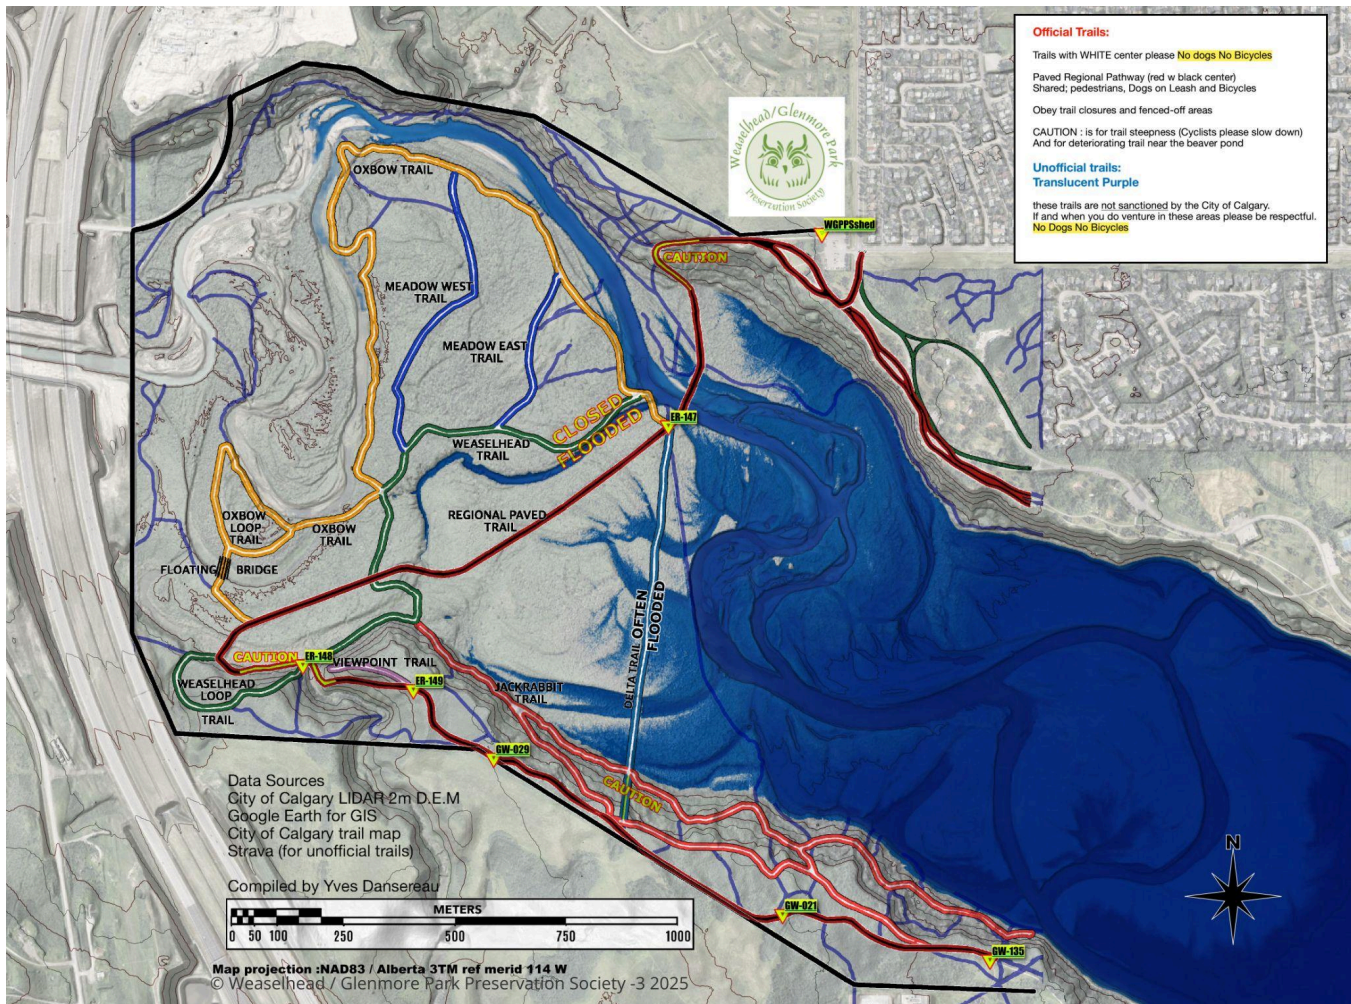 Official Trails:
Trails with WHITE center please No dogs No Bicycles
Paved Regional Pathway (red w black center)
Shared; pedestrians, Dogs on Leash and Bicycles
Obey trail closures and fenced-off areas
CAUTION : is for trail steepness (Cyclists please slow down)
And for deteriorating trail near the beaver pond
Unofficial trails:
Translucent Purple
these trails are not sanctioned by the City of Calgary.
If and when you do venture in these areas please be respectful.
No Dogs No Bicycles
Weaselhead/Glenmore Park
Preservation Society
WGPPSshed
CAUTION
OXBOW TRAIL
MEADOW WEST
TRAIL
MEADOW EAST
TRAIL
CLOSED
FLOODED
ER-147
WEASELHEAD
TRAIL
REGIONAL PAVED
TRAIL
OXBOW
LOOP
TRAIL
OXBOW
TRAIL
FLOATING BRIDGE
DELTA TRAIL OFTEN
FLOODED
CAUTION
ER-148
VIEWPOINT TRAIL
ER-149
WEASELHEAD
LOOP
TRAIL
JACKRABBIT
TRAIL
GW-029
CAUTION
GW-021
GW-135
N
Data Sources
City of Calgary LIDAR 2m D.E.M
Google Earth for GIS
City of Calgary trail map
Strava (for unofficial trails)
Compiled by Yves Dansereau
METERS
0 50 100 250 500 750 1000
Map projection :NAD83 / Alberta 3TM ref merid 114 W
© Weaselhead / Glenmore Park Preservation Society -3 2025